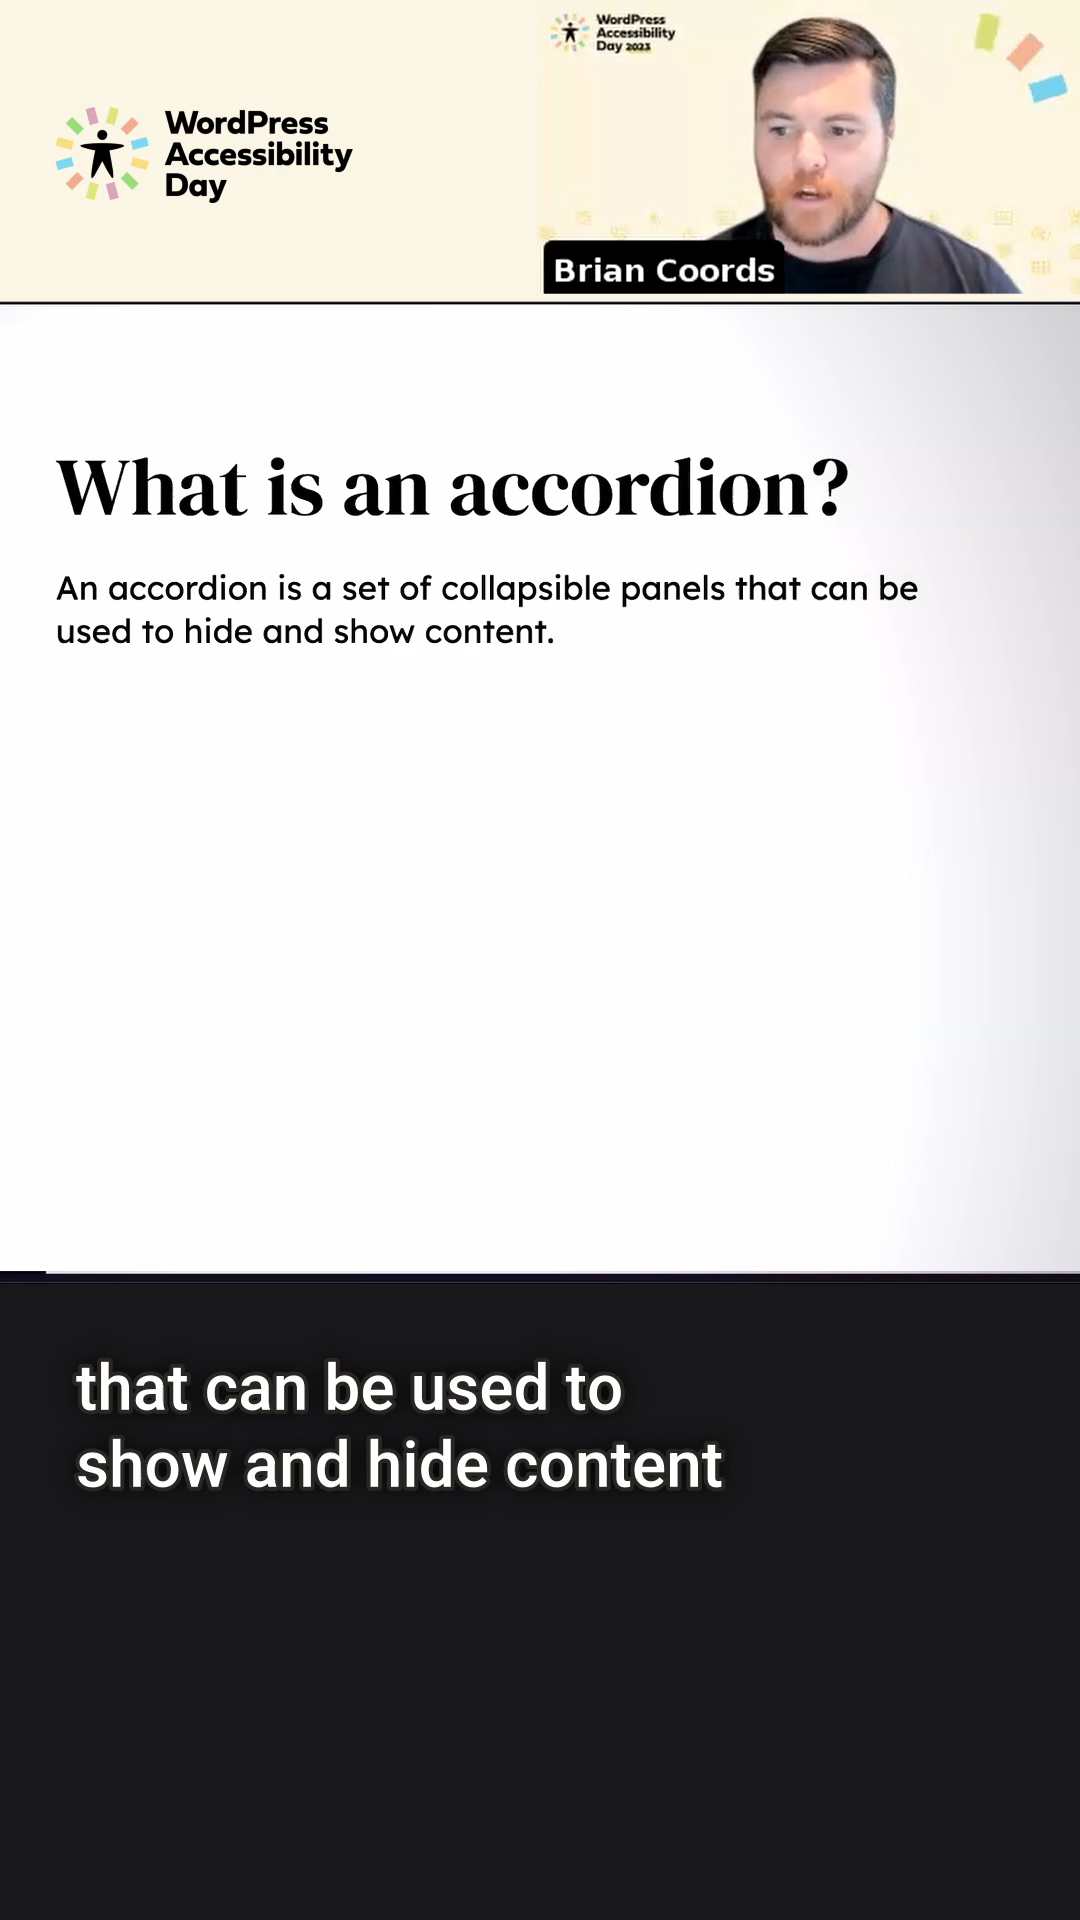 WordPress
Accessibility
Day
WordPress
Accessibility
Day 2023
Brian Coords
What is an accordion?
An accordion is a set of collapsible panels that can be
used to hide and show content.
that can be used to
show and hide content